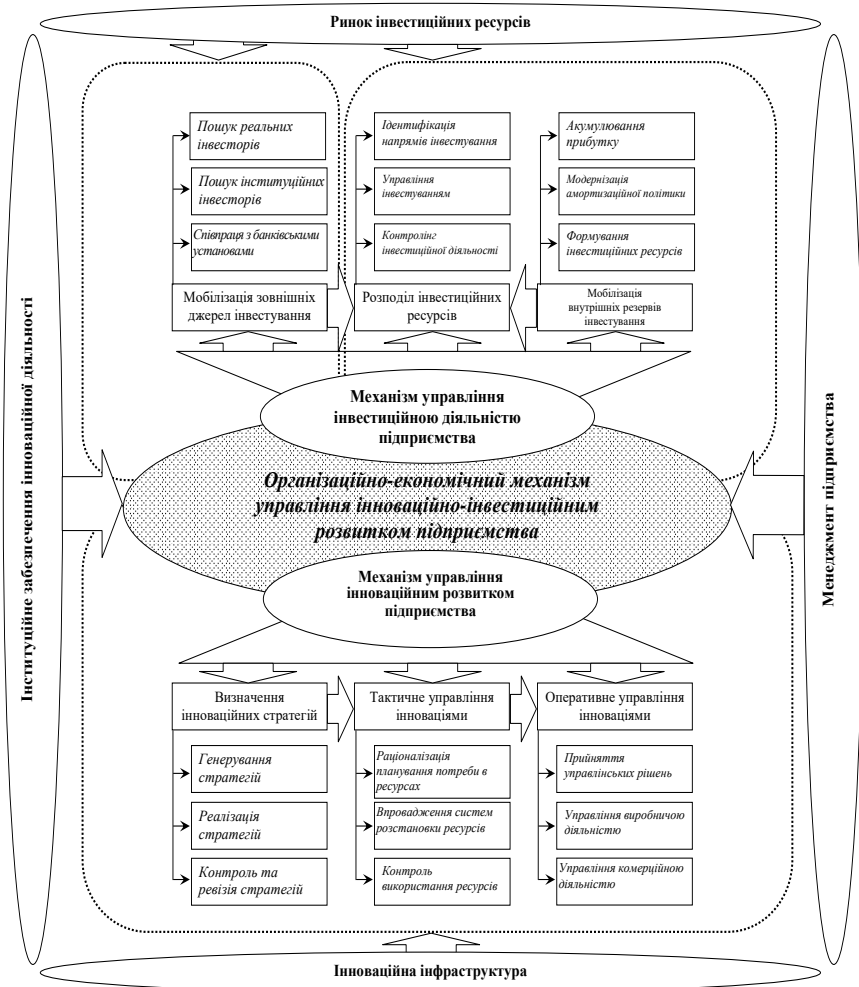 Ринок інвестиційних ресурсів
Інституційне забезпечення інноваційної діяльності
Менеджмент підприємства
Пошук реальних
інвесторів
Пошук інституційних
інвесторів
Співпраця з банківськими
установами
Мобілізація зовнішніх
джерел інвестування
Ідентифікація
напрямів інвестування
Управління
інвестуванням
Контролінг
інвестиційної діяльності
Розподіл інвестиційних
ресурсів
Акумулювання
прибутку
Модернізація
амортизаційної політики
Формування
інвестиційних ресурсів
Мобілізація
внутрішніх резервів
інвестування
Механізм управління
інвестиційною діяльністю
підприємства
Організаційно-економічний механізм
управління інноваційно-інвестиційним
розвитком підприємства
Механізм управління
інноваційним розвитком
підприємства
Визначення
інноваційних стратегій
Генерування
стратегій
Реалізація
стратегій
Контроль та
ревізія стратегій
Тактичне управління
інноваціями
Раціоналізація
планування потреби в
ресурсах
Впровадження систем
розстановки ресурсів
Контроль
використання ресурсів
Оперативне управління
інноваціями
Прийняття
управлінських рішень
Управління виробничою
діяльністю
Управління комерційною
діяльністю
Інноваційна інфраструктура